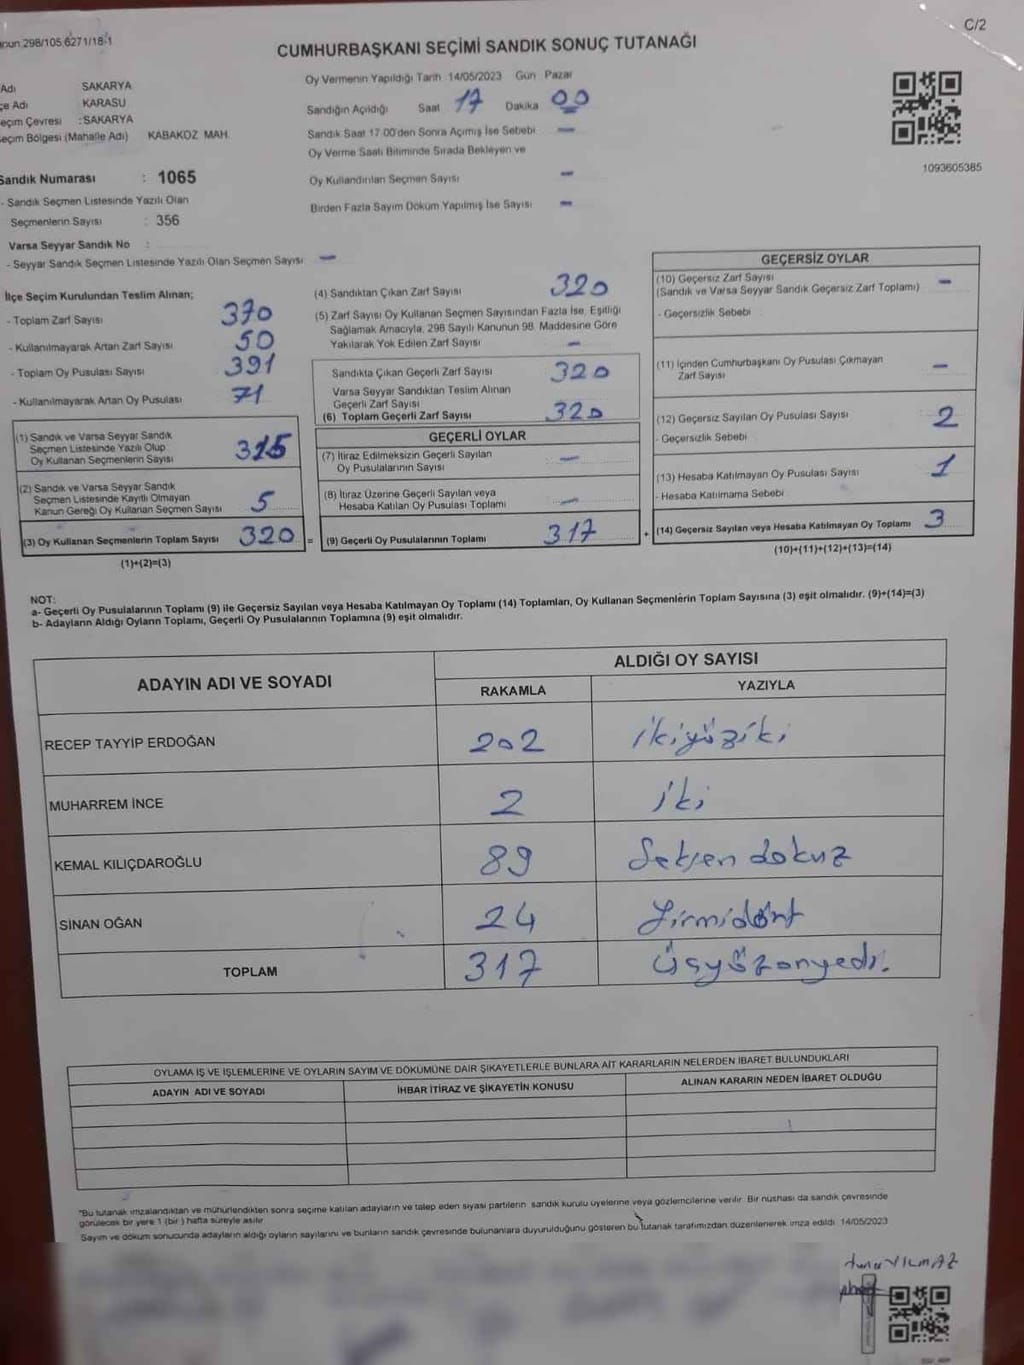 C/2
298/105,6271/18-1
CUMHURBAŞKANI SEÇİMİ SANDIK SONUÇ TUTANAĞI
Adı SAKARYA
Adı KARASU
eçim Çevresi : SAKARYA
eçim Bölgesi (Mahalle Adı) KABAKOZ MAH.
Oy Vermenin Yapıldığı Tarih 14/05/2023 Gün Pazar
Sandığın Açıldığı Saat 17 Dakika 00
Sandık Saat 17.00'den Sonra Açımış İse Sebebi –
Oy Verme Saati Bitiminde Sırada Bekleyen ve
Oy Kullandırılan Seçmen Sayısı –
Birden Fazla Sayım Döküm Yapılmış İse Sayısı –
1093605385
Sandık Numarası : 1065
- Sandık Seçmen Listesinde Yazılı Olan
Seçmenlerin Sayısı : 356
Varsa Seyyar Sandık No :
- Seyyar Sandık Seçmen Listesinde Yazılı Olan Seçmen Sayısı –
İlçe Seçim Kurulundan Teslim Alınan;
- Toplam Zarf Sayısı 370
- Kullanılmayarak Artan Zarf Sayısı 50
- Toplam Oy Pusulası Sayısı 391
- Kullanılmayarak Artan Oy Pusulası 71
(1) Sandık ve Varsa Seyyar Sandık
Seçmen Listesinde Yazılı Olup
Oy Kullanan Seçmenlerin Sayısı 315
(2) Sandık ve Varsa Seyyar Sandık
Seçmen Listesinde Kayıtlı Olmayan
Kanun Gereği Oy Kullanan Seçmen Sayısı 5
(3) Oy Kullanan Seçmenlerin Toplam Sayısı 320 =
(1)+(2)=(3)
(4) Sandıktan Çıkan Zarf Sayısı 320
(5) Zarf Sayısı Oy Kullanan Seçmen Sayısından Fazla İse, Eşitliği
Sağlamak Amacıyla, 298 Sayılı Kanunun 98. Maddesine Göre
Yakılarak Yok Edilen Zarf Sayısı –
Sandıkta Çıkan Geçerli Zarf Sayısı 320
Varsa Seyyar Sandıktan Teslim Alınan
Geçerli Zarf Sayısı
(6) Toplam Geçerli Zarf Sayısı 320
GEÇERLİ OYLAR
(7) İtiraz Edilmeksizin Geçerli Sayılan
Oy Pusulalarının Sayısı –
(8) İtiraz Üzerine Geçerli Sayılan veya
Hesaba Katılan Oy Pusulası Toplamı –
(9) Geçerli Oy Pusulalarının Toplamı 317 +
GEÇERSİZ OYLAR
(10) Geçersiz Zarf Sayısı –
(Sandık ve Varsa Seyyar Sandık Geçersiz Zarf Toplamı)
- Geçersizlik Sebebi
(11) İçinden Cumhurbaşkanı Oy Pusulası Çıkmayan
Zarf Sayısı –
(12) Geçersiz Sayılan Oy Pusulası Sayısı 2
- Geçersizlik Sebebi
(13) Hesaba Katılmayan Oy Pusulası Sayısı 1
- Hesaba Katılmama Sebebi
(14) Geçersiz Sayılan veya Hesaba Katılmayan Oy Toplamı 3
(10)+(11)+(12)+(13)=(14)
NOT:
a- Geçerli Oy Pusulalarının Toplamı (9) ile Geçersiz Sayılan veya Hesaba Katılmayan Oy Toplamı (14) Toplamları, Oy Kullanan Seçmenlerin Toplam Sayısına (3) eşit olmalıdır. (9)+(14)=(3)
b- Adayların Aldığı Oyların Toplamı, Geçerli Oy Pusulalarının Toplamına (9) eşit olmalıdır.
ADAYIN ADI VE SOYADI
ALDIĞI OY SAYISI
RAKAMLA YAZIYLA
RECEP TAYYİP ERDOĞAN 202 ikiyüziki
MUHARREM İNCE 2 iki
KEMAL KILIÇDAROĞLU 89 Seksen dokuz
SİNAN OĞAN 24 Yirmidört
TOPLAM 317 Üçyüzonyedi.
OYLAMA İŞ VE İŞLEMLERİNE VE OYLARIN SAYIM VE DÖKÜMÜNE DAİR ŞİKAYETLERLE BUNLARA AİT KARARLARIN NELERDEN İBARET BULUNDUKLARI
ADAYIN ADI VE SOYADI İHBAR İTİRAZ VE ŞİKAYETİN KONUSU ALINAN KARARIN NEDEN İBARET OLDUĞU
"Bu tutanak imzalandıktan ve mühürlendikten sonra seçime katılan adayların ve talep eden siyasi partilerin sandık kurulu üyelerine veya gözlemcilerine verilir. Bir nüshası da sandık çevresinde
görülecek bir yere 1 (bir) hafta süreyle asılır
Sayım ve döküm sonucunda adayların aldığı oyların sayılarını ve bunların sandık çevresinde bulunanlara duyurulduğunu gösteren bu tutanak tarafımızdan düzenlenerek imza edildi. 14/05/2023
YILMAZ